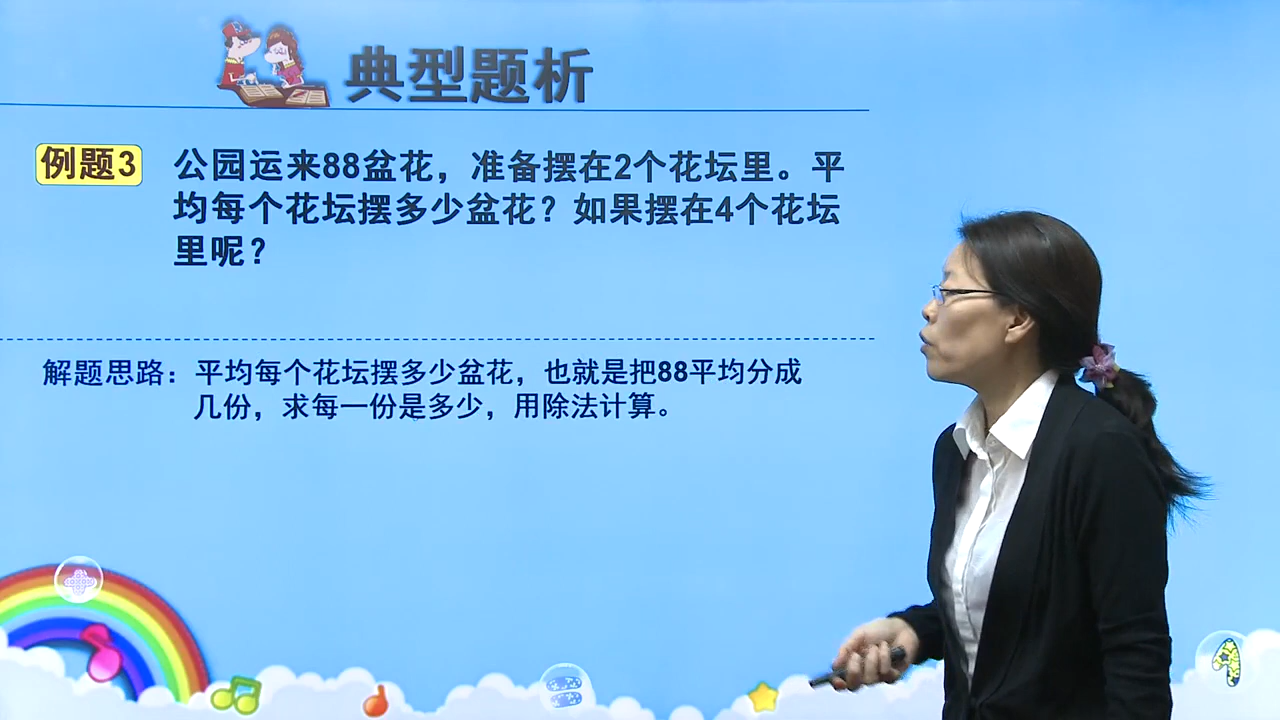 典型题析
例题3
公园运来88盆花，准备摆在2个花坛里。平
均每个花坛摆多少盆花？如果摆在4个花坛
里呢？
解题思路：平均每个花坛摆多少盆花，也就是把88平均分成
几份，求每一份是多少，用除法计算。